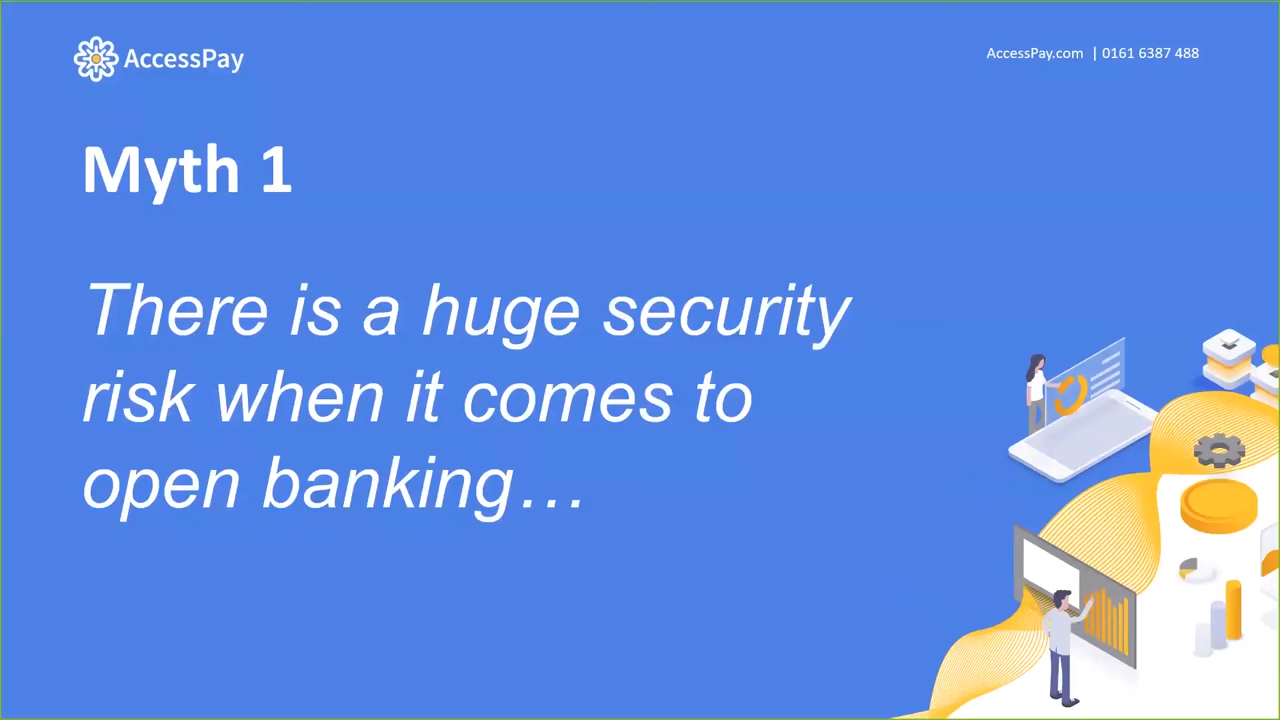 AccessPay
AccessPay.com | 0161 6387 488
Myth 1
There is a huge security
risk when it comes to
open banking…